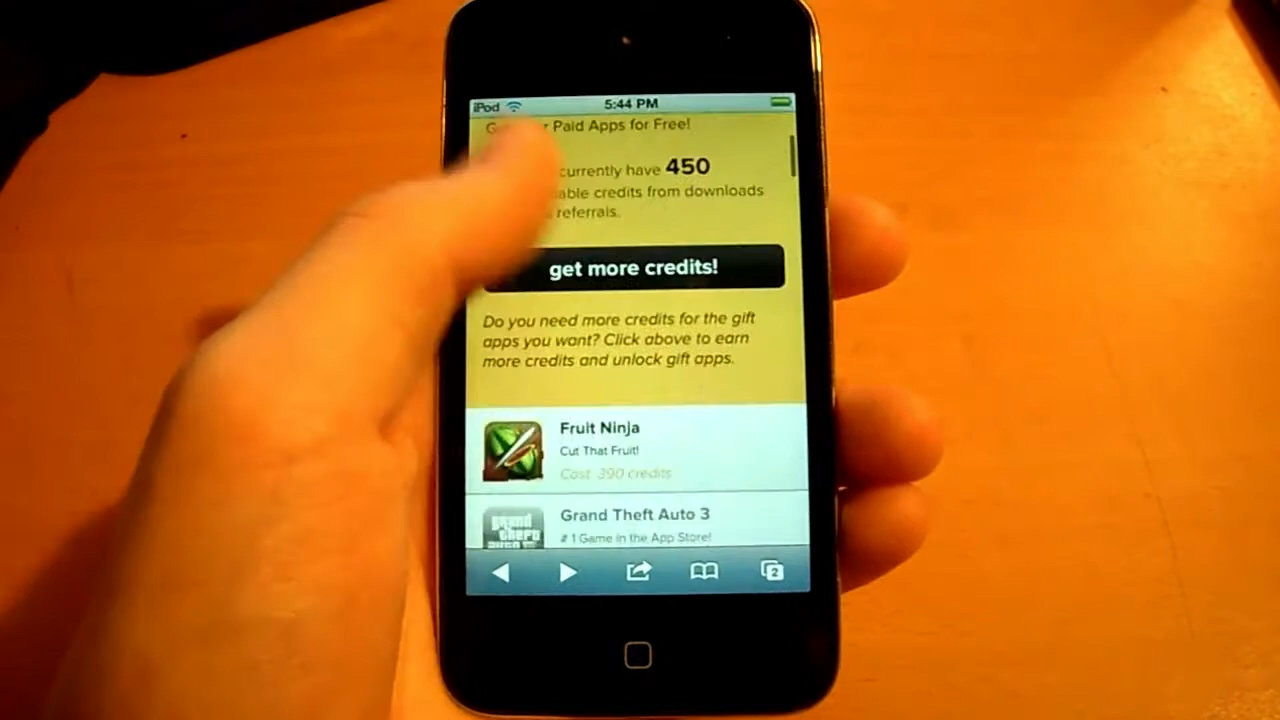 iPod 5:44 PM
Paid Apps for Free!
currently have 450
credits from downloads
referrals.
get more credits!
Do you need more credits for the gift
apps you want? Click above to earn
more credits and unlock gift apps.
Fruit Ninja
Cut That Fruit!
Cost: 390 credits
Grand Theft Auto 3
#1 Game in the App Store!
grand
theft
2